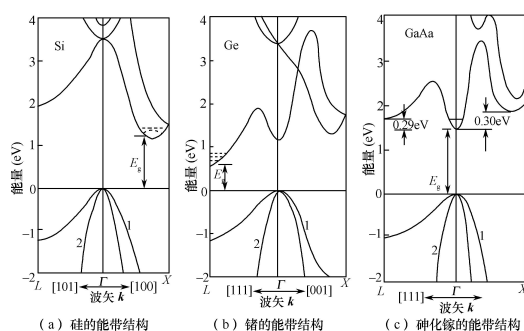 Si
4
3
2
1
0
−1
−2
能量 (eV)
E_g
2
1
L
Γ
X
[101]
[100]
波矢 k
(a) 硅的能带结构
Ge
4
3
2
1
0
−1
−2
能量 (eV)
E_g
2
1
L
Γ
X
[111]
[001]
波矢 k
(b) 锗的能带结构
GaAa
4
3
2
1
0
−1
−2
能量 (eV)
0.29eV
0.30eV
E_g
2
1
L
Γ
X
[111]
波矢 k
(c) 砷化镓的能带结构